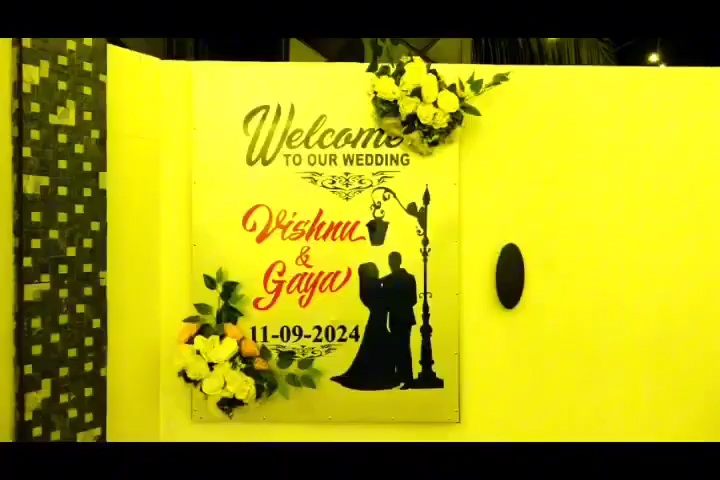 Welcome
TO OUR WEDDING
Vishnu
&
Gaya
11-09-2024